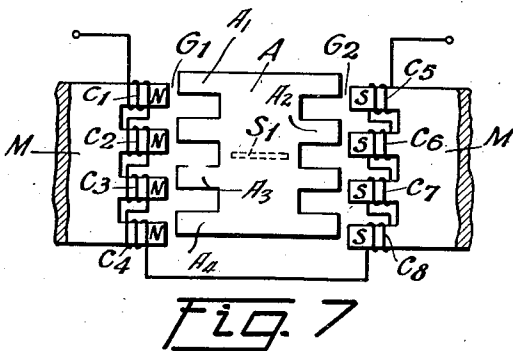 G1 A1 A G2
C1 N S C5
M C2 N A2 S C6 M
S1
C3 N A3 S C7
C4 N A4 S C8
Fig. 7